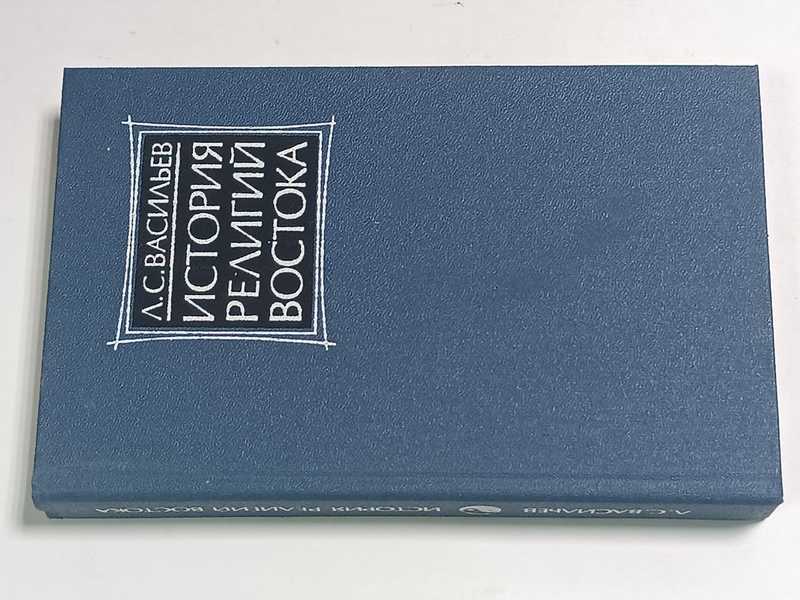 Л.С.ВАСИЛЬЕВ
ИСТОРИЯ
РЕЛИГИЙ
ВОСТОКА
Л.С.ВАСИЛЬЕВ ИСТОРИЯ РЕЛИГИЙ ВОСТОКА